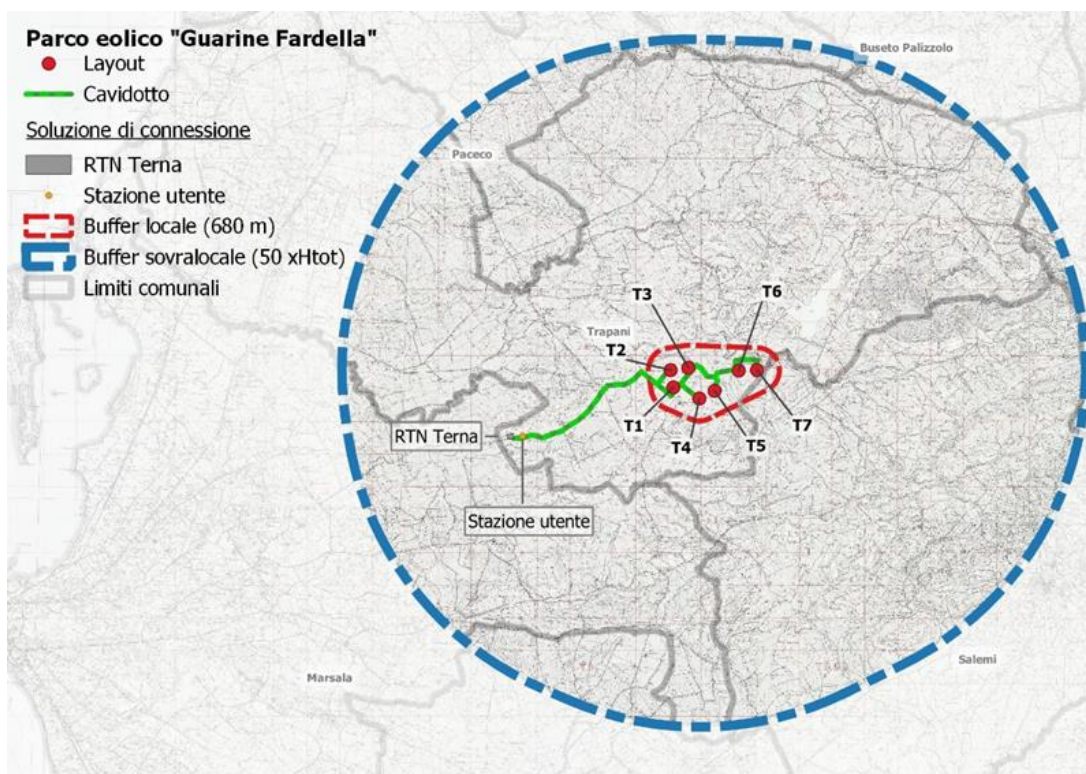 Parco eolico "Guarine Fardella"
Layout
Cavidotto
Soluzione di connessione
RTN Terna
Stazione utente
Buffer locale (680 m)
Buffer sovralocale (50 xHtot)
Limiti comunali
Buseto Palizzolo
Paceco
T3
T6
Trapani
T2
T1
T4
T5
T7
RTN Terna
Stazione utente
Marsala
Salemi